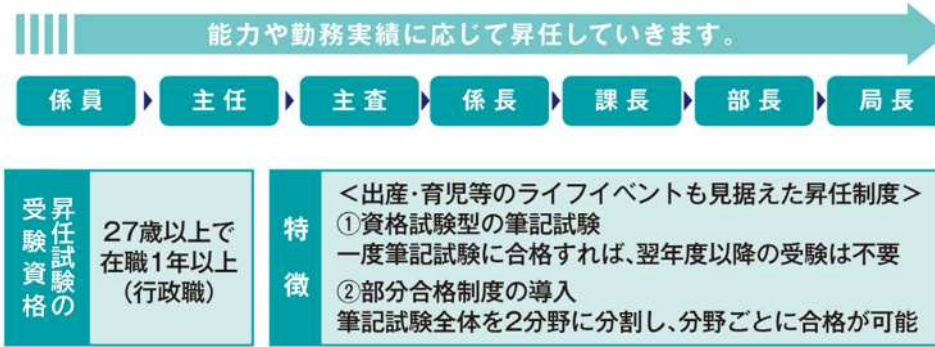 能力や勤務実績に応じて昇任していきます。
係員
主任
主査
係長
課長
部長
局長
昇任試験の
受験資格
27歳以上で
在職1年以上
(行政職)
特徴
<出産・育児等のライフイベントも見据えた昇任制度>
①資格試験型の筆記試験
一度筆記試験に合格すれば、翌年度以降の受験は不要
②部分合格制度の導入
筆記試験全体を2分野に分割し、分野ごとに合格が可能